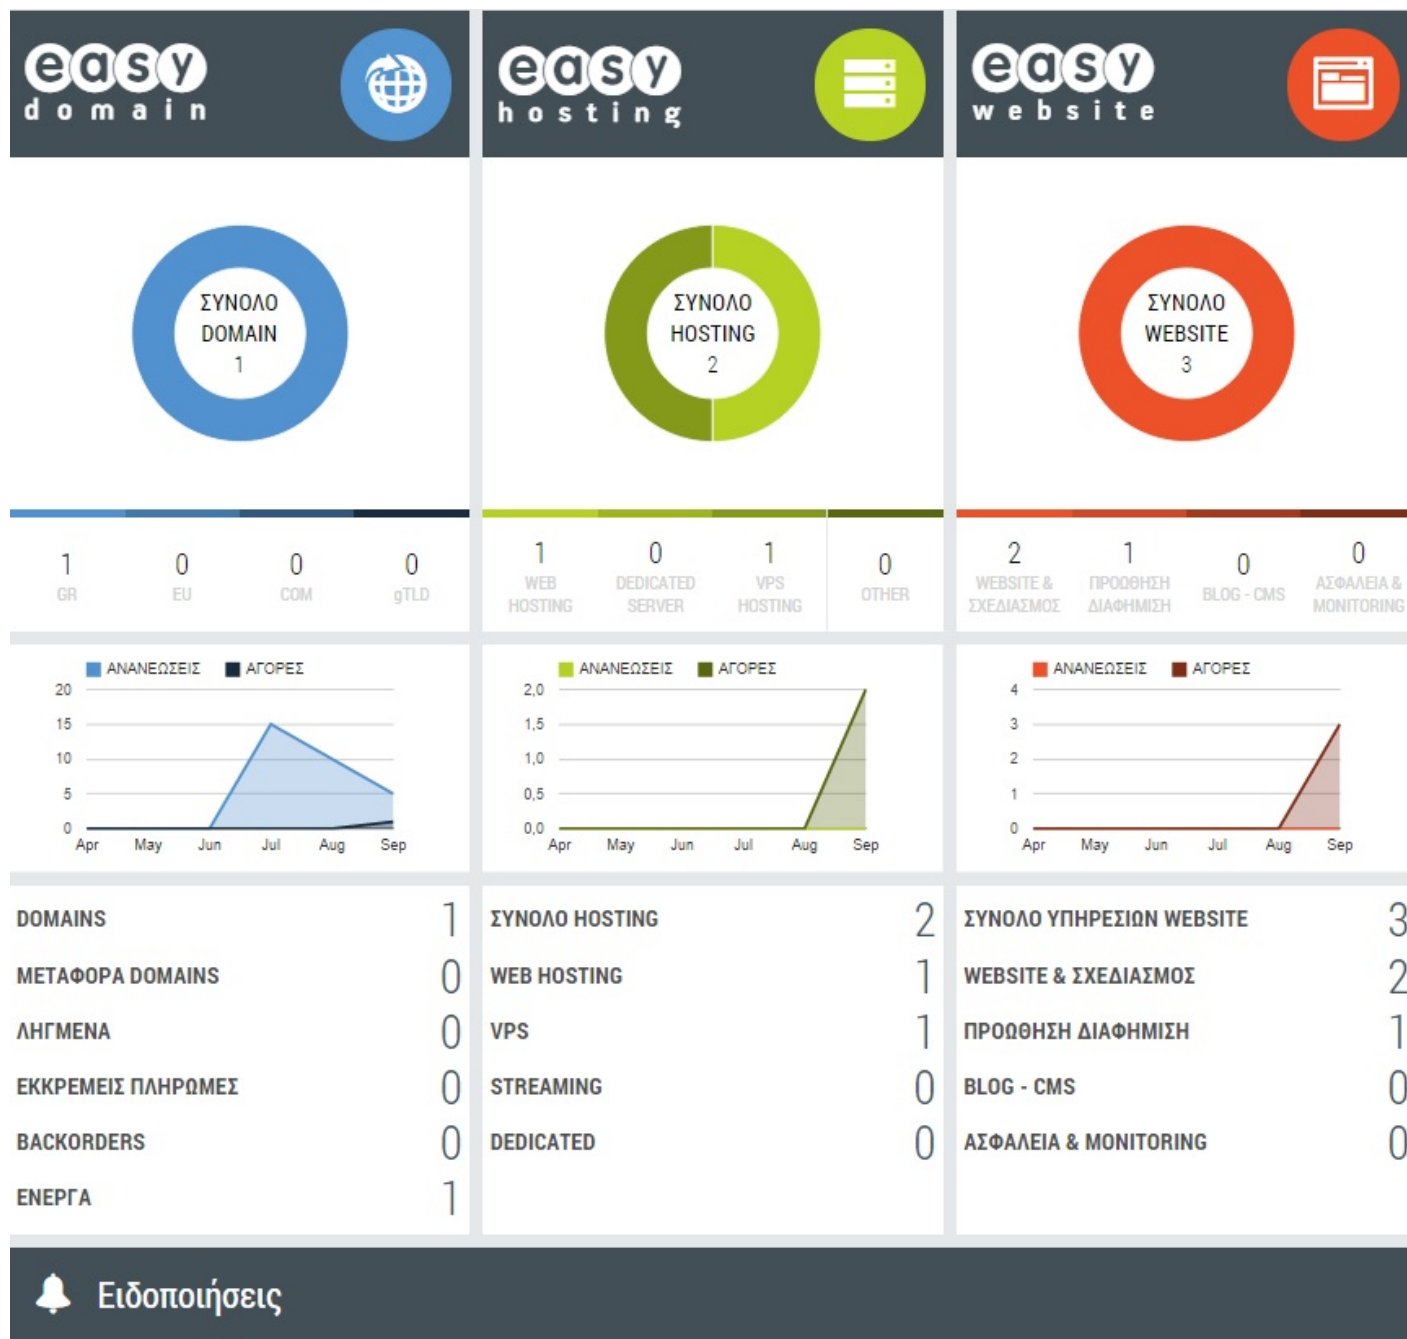 easy
domain
easy
hosting
easy
website
ΣΥΝΟΛΟ
DOMAIN
1
ΣΥΝΟΛΟ
HOSTING
2
ΣΥΝΟΛΟ
WEBSITE
3
1
GR
0
EU
0
COM
0
gTLD
1
WEB
HOSTING
0
DEDICATED
SERVER
1
VPS
HOSTING
0
OTHER
2
WEBSITE &
ΣΧΕΔΙΑΣΜΟΣ
1
ΠΡΟΩΘΗΣΗ
ΔΙΑΦΗΜΙΣΗ
0
BLOG - CMS
0
ΑΣΦΑΛΕΙΑ &
MONITORING
ΑΝΑΝΕΩΣΕΙΣ ΑΓΟΡΕΣ
20
15
10
5
0
Apr May Jun Jul Aug Sep
ΑΝΑΝΕΩΣΕΙΣ ΑΓΟΡΕΣ
2,0
1,5
1,0
0,5
0,0
Apr May Jun Jul Aug Sep
ΑΝΑΝΕΩΣΕΙΣ ΑΓΟΡΕΣ
4
3
2
1
0
Apr May Jun Jul Aug Sep
DOMAINS 1
ΜΕΤΑΦΟΡΑ DOMAINS 0
ΛΗΓΜΕΝΑ 0
ΕΚΚΡΕΜΕΙΣ ΠΛΗΡΩΜΕΣ 0
BACKORDERS 0
ΕΝΕΡΓΑ 1
ΣΥΝΟΛΟ HOSTING 2
WEB HOSTING 1
VPS 1
STREAMING 0
DEDICATED 0
ΣΥΝΟΛΟ ΥΠΗΡΕΣΙΩΝ WEBSITE 3
WEBSITE & ΣΧΕΔΙΑΣΜΟΣ 2
ΠΡΟΩΘΗΣΗ ΔΙΑΦΗΜΙΣΗ 1
BLOG - CMS 0
ΑΣΦΑΛΕΙΑ & MONITORING 0
Ειδοποιήσεις